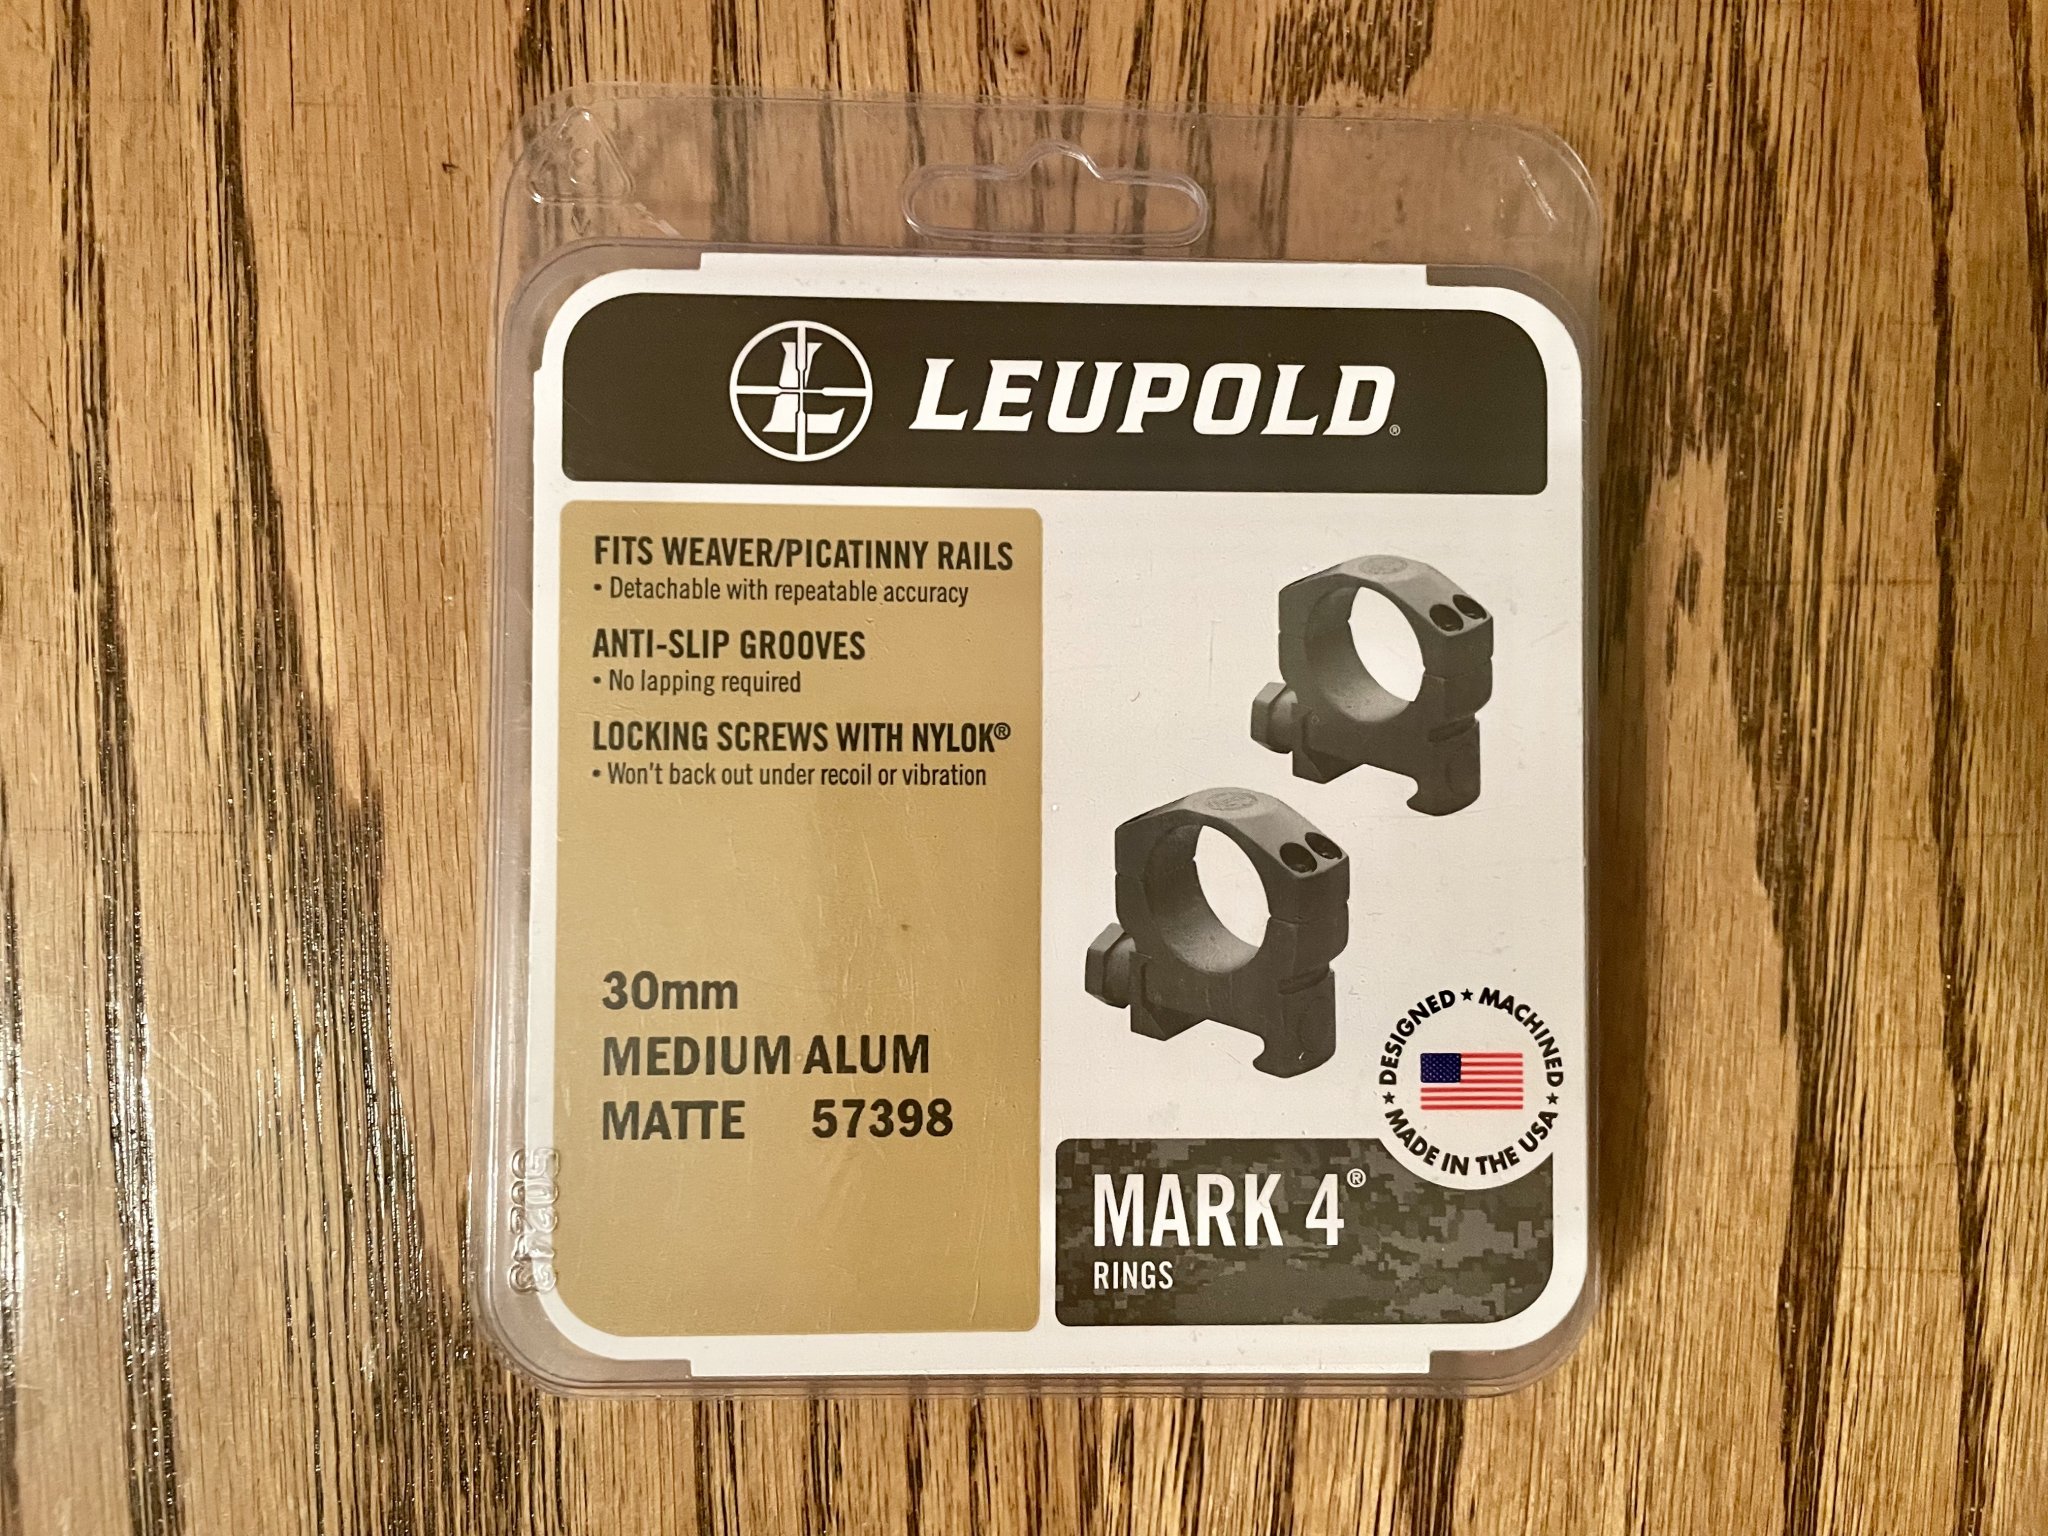 LEUPOLD®
FITS WEAVER/PICATINNY RAILS
• Detachable with repeatable accuracy
ANTI-SLIP GROOVES
• No lapping required
LOCKING SCREWS WITH NYLOK®
• Won't back out under recoil or vibration
30mm
MEDIUM ALUM
MATTE 57398
DESIGNED ★ MACHINED ★ MADE IN THE USA ★
MARK 4®
RINGS